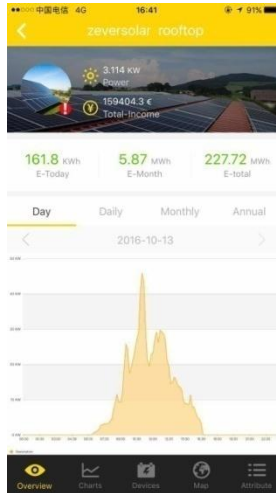 中国电信 4G 16:41 91%
zeversolar rooftop
3.114 KW
Power
159404.3 €
Total-Income
161.8 KWh 5.87 MWh 227.72 MWh
E-Today E-Month E-total
Day Daily Monthly Annual
2016-10-13
Overview Charts Devices Map Attribute